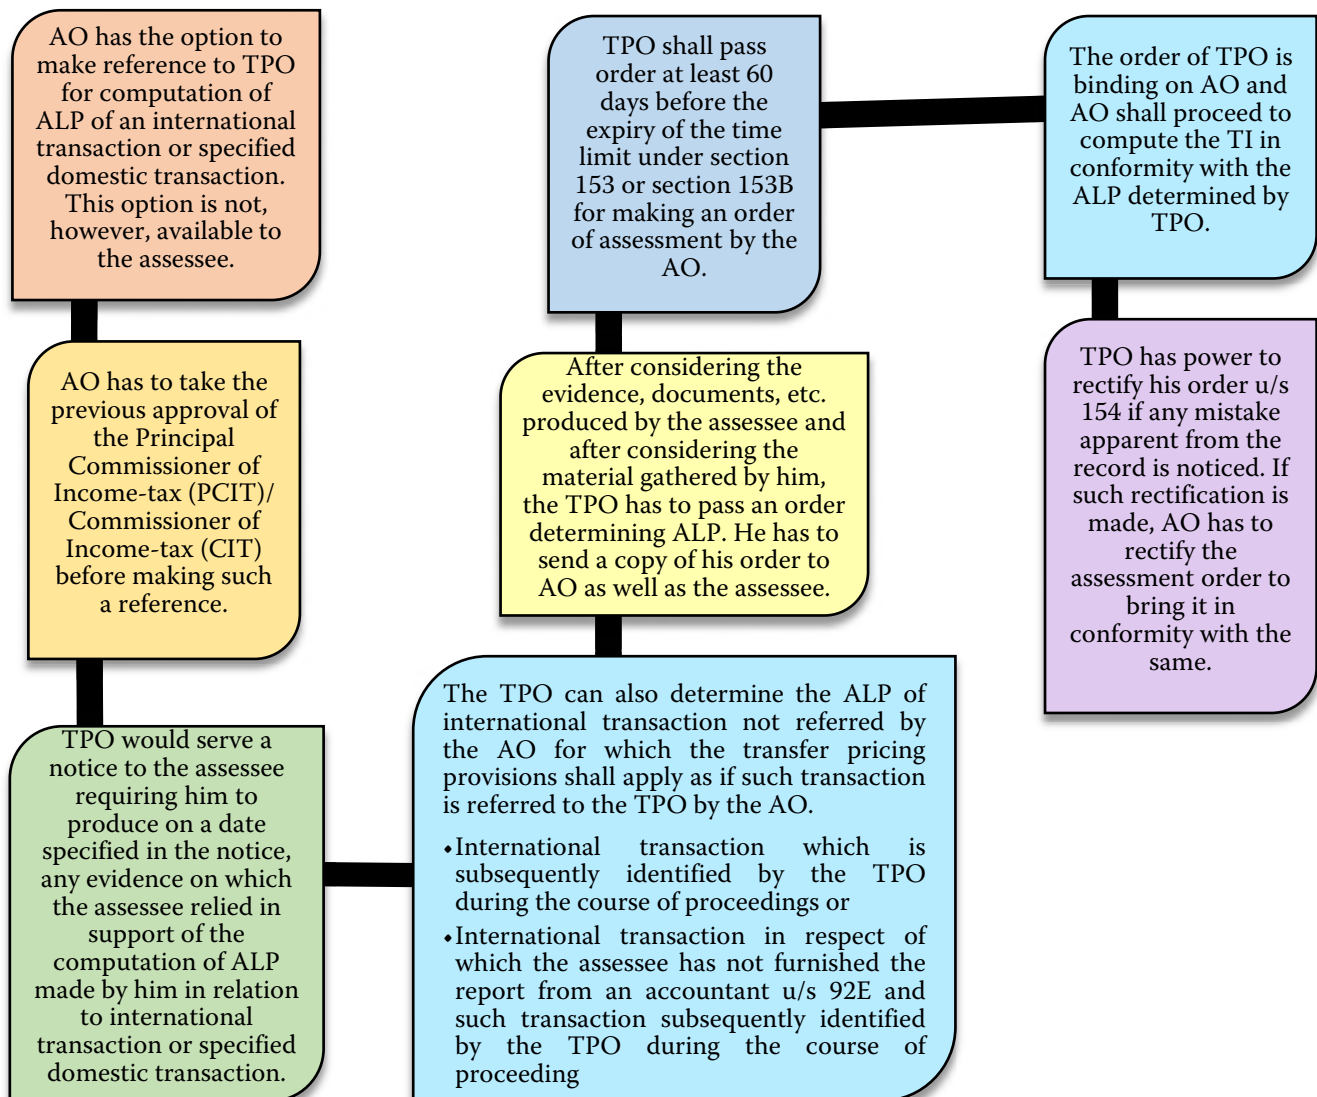 AO has the option to
make reference to TPO
for computation of
ALP of an international
transaction or specified
domestic transaction.
This option is not,
however, available to
the assessee.
AO has to take the
previous approval of
the Principal
Commissioner of
Income-tax (PCIT)/
Commissioner of
Income-tax (CIT)
before making such
a reference.
TPO would serve a
notice to the assessee
requiring him to
produce on a date
specified in the notice,
any evidence on which
the assessee relied in
support of the
computation of ALP
made by him in relation
to international
transaction or specified
domestic transaction.
The TPO can also determine the ALP of
international transaction not referred by
the AO for which the transfer pricing
provisions shall apply as if such transaction
is referred to the TPO by the AO.
•International transaction which is
subsequently identified by the TPO
during the course of proceedings or
•International transaction in respect of
which the assessee has not furnished the
report from an accountant u/s 92E and
such transaction subsequently identified
by the TPO during the course of
proceeding
After considering the
evidence, documents, etc.
produced by the assessee and
after considering the
material gathered by him,
the TPO has to pass an order
determining ALP. He has to
send a copy of his order to
AO as well as the assessee.
TPO shall pass
order at least 60
days before the
expiry of the time
limit under section
153 or section 153B
for making an order
of assessment by the
AO.
The order of TPO is
binding on AO and
AO shall proceed to
compute the TI in
conformity with the
ALP determined by
TPO.
TPO has power to
rectify his order u/s
154 if any mistake
apparent from the
record is noticed. If
such rectification is
made, AO has to
rectify the
assessment order to
bring it in
conformity with the
same.